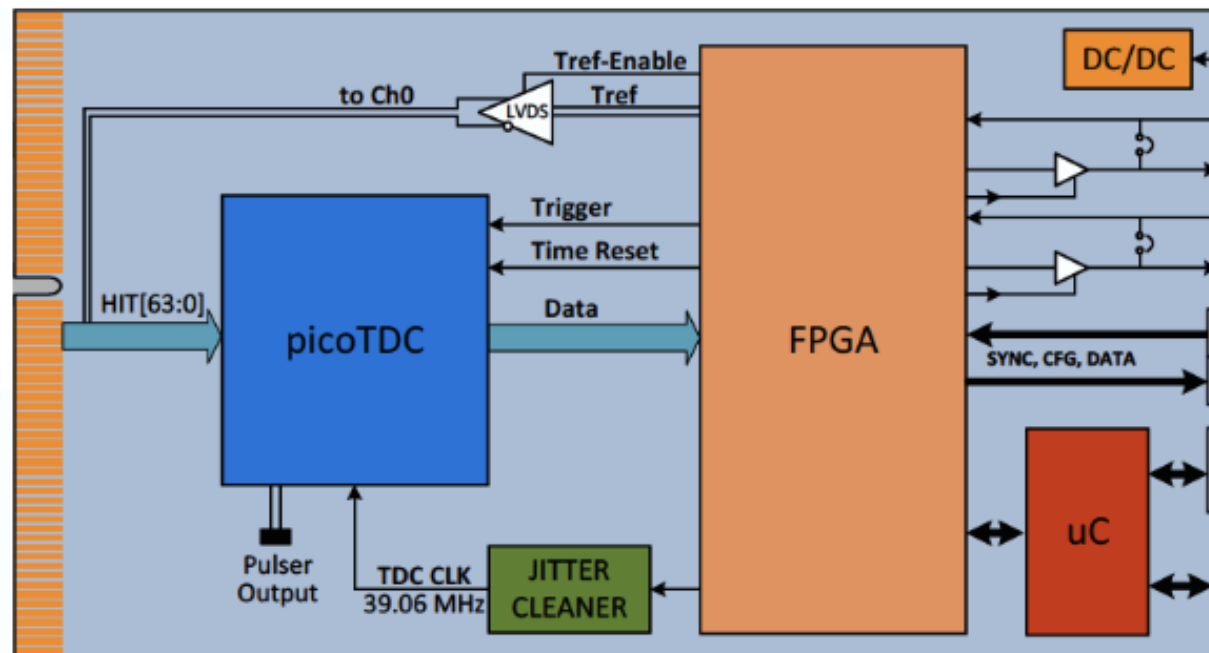 Tref-Enable
DC/DC
to Ch0
LVDS
Tref
Trigger
Time Reset
HIT[63:0]
Data
picoTDC
FPGA
SYNC, CFG, DATA
Pulser
Output
TDC CLK
39.06 MHz
JITTER
CLEANER
uC